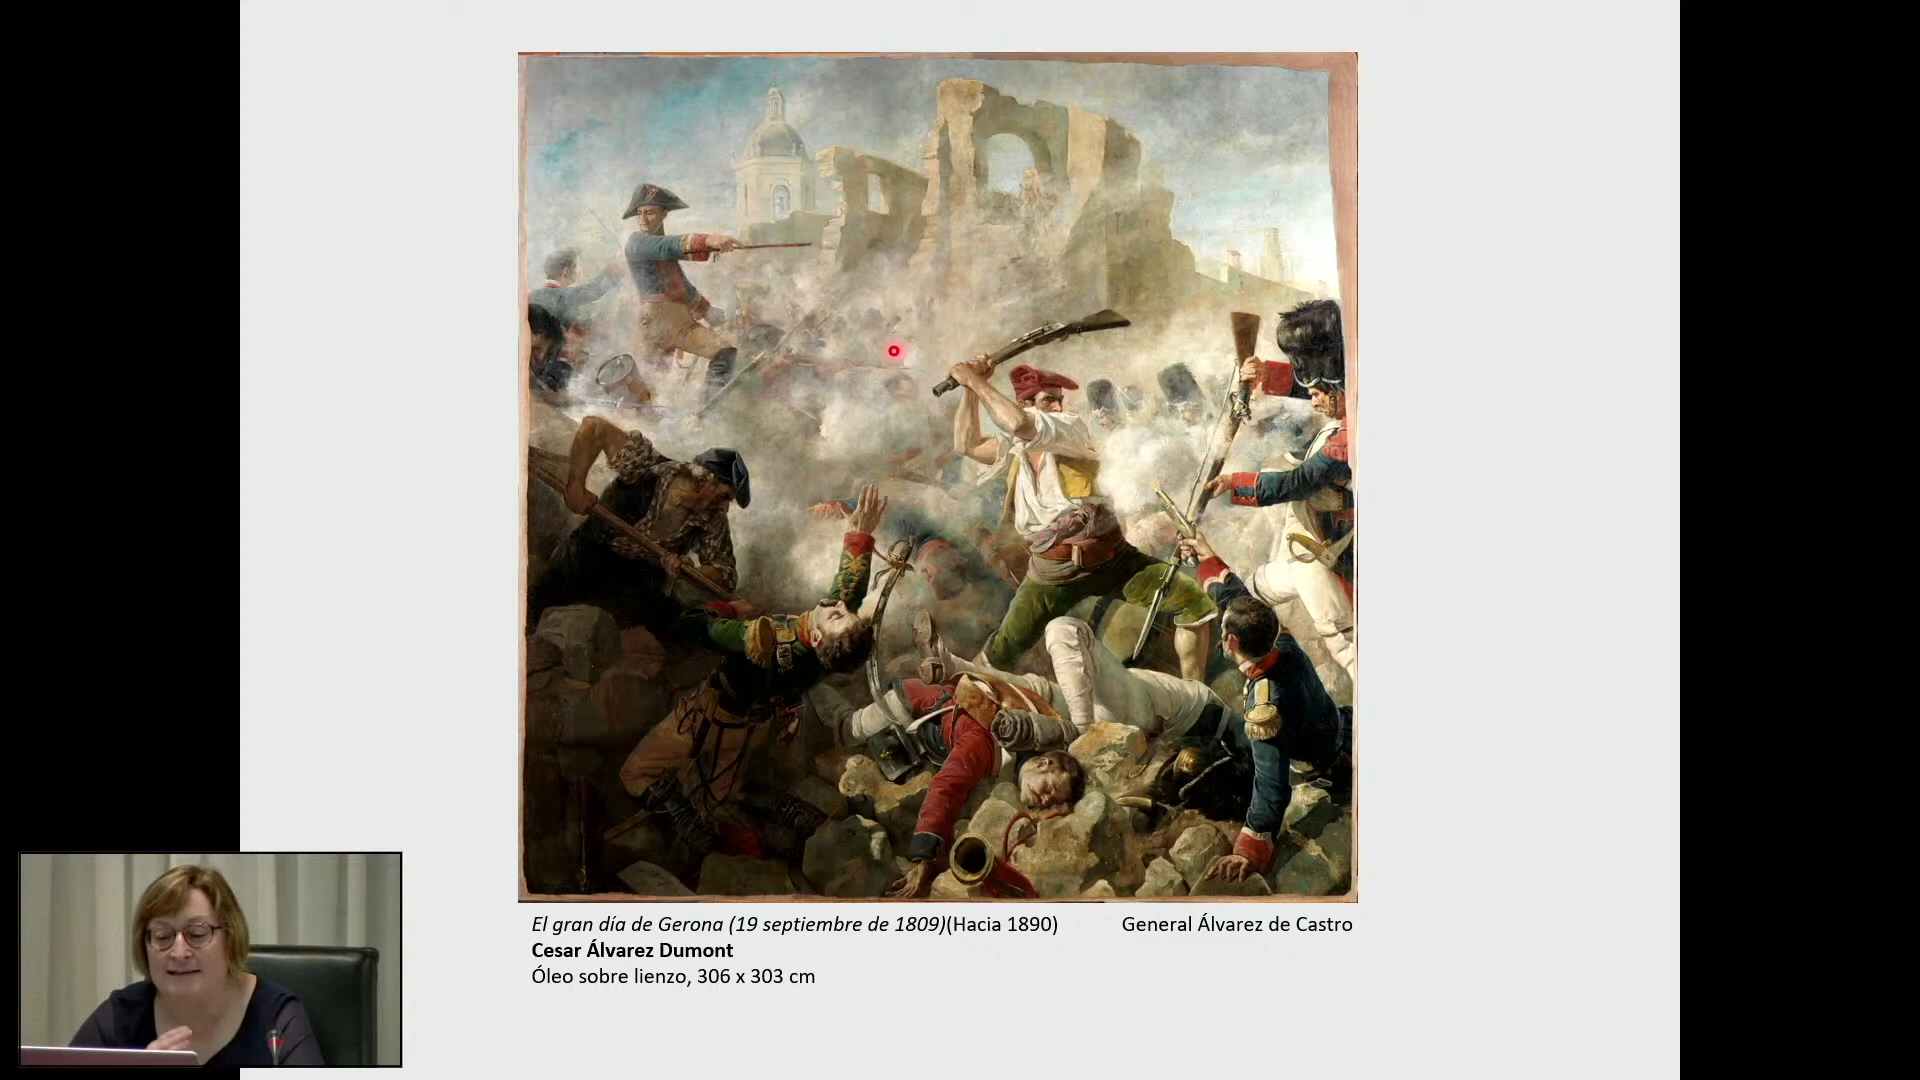 El gran día de Gerona (19 septiembre de 1809)(Hacia 1890) General Álvarez de Castro
Cesar Álvarez Dumont
Óleo sobre lienzo, 306 x 303 cm